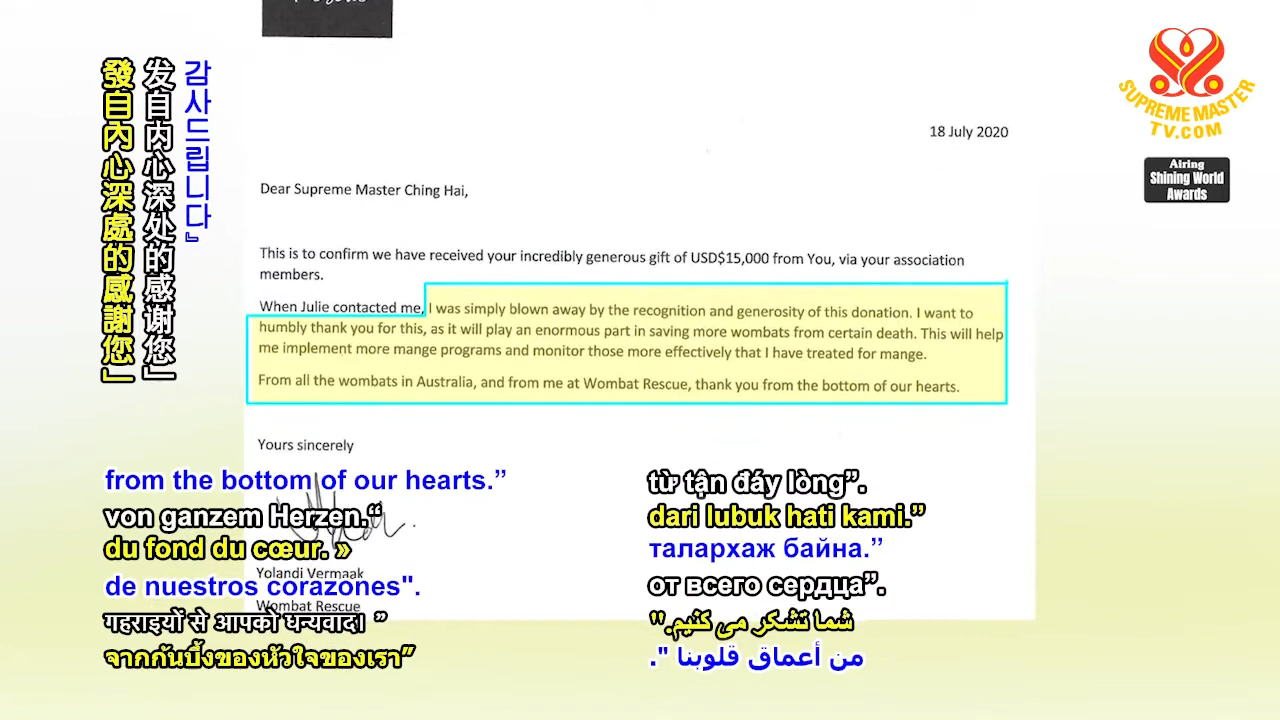 18 July 2020
Dear Supreme Master Ching Hai,
This is to confirm we have received your incredibly generous gift of USD$15,000 from You, via your association
members.
When Julie contacted me, I was simply blown away by the recognition and generosity of this donation. I want to
humbly thank you for this, as it will play an enormous part in saving more wombats from certain death. This will help
me implement more mange programs and monitor those more effectively that I have treated for mange.
From all the wombats in Australia, and from me at Wombat Rescue, thank you from the bottom of our hearts.
Yours sincerely
Yolandi Vermaak
Wombat Rescue
SUPREME MASTER
TV.COM
Airing
Shining World
Awards
감사드립니다』
发自内心深处的感谢您」
發自內心深處的感謝您」
from the bottom of our hearts.”
von ganzem Herzen.“
du fond du cœur. »
de nuestros corazones".
गहराइयों से आपको धन्यवाद। ”
จากก้นบึ้งของหัวใจของเรา”
từ tận đáy lòng”.
dari lubuk hati kami.”
талархаж байна.”
от всего сердца”.
شما تشکر می کنیم."
من أعماق قلوبنا ".